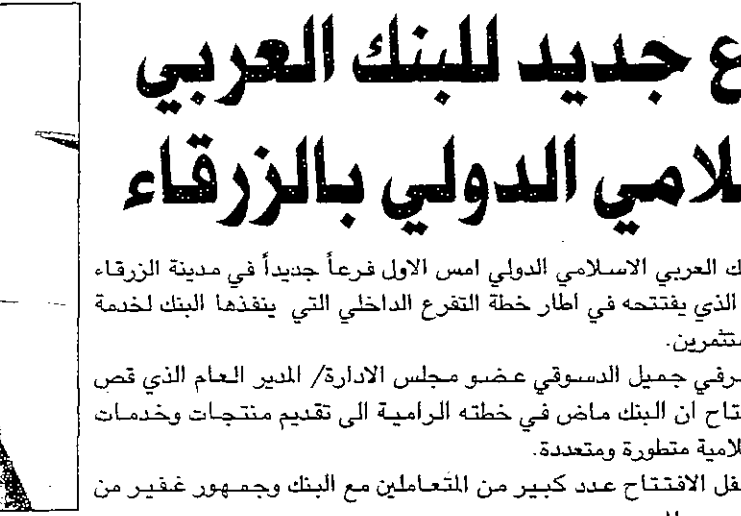 ع جديد للبنك العربي
لامي الدولي بالزرقاء
ك العربي الاسلامي الدولي امس الاول فرعاً جديداً في مدينة الزرقاء
الذي يفتتحه في اطار خطة التفرع الداخلي التي ينفذها البنك لخدمة
ستثمرين.
ـرفي جميل الدسوقي عضو مجلس الادارة/ المدير العام الذي قص
تاح ان البنك ماض في خطته الرامية الى تقديم منتجات وخدمات
لامية متطورة ومتعددة.
فل الافتتاح عدد كبير من المتعاملين مع البنك وجمهور غفير من